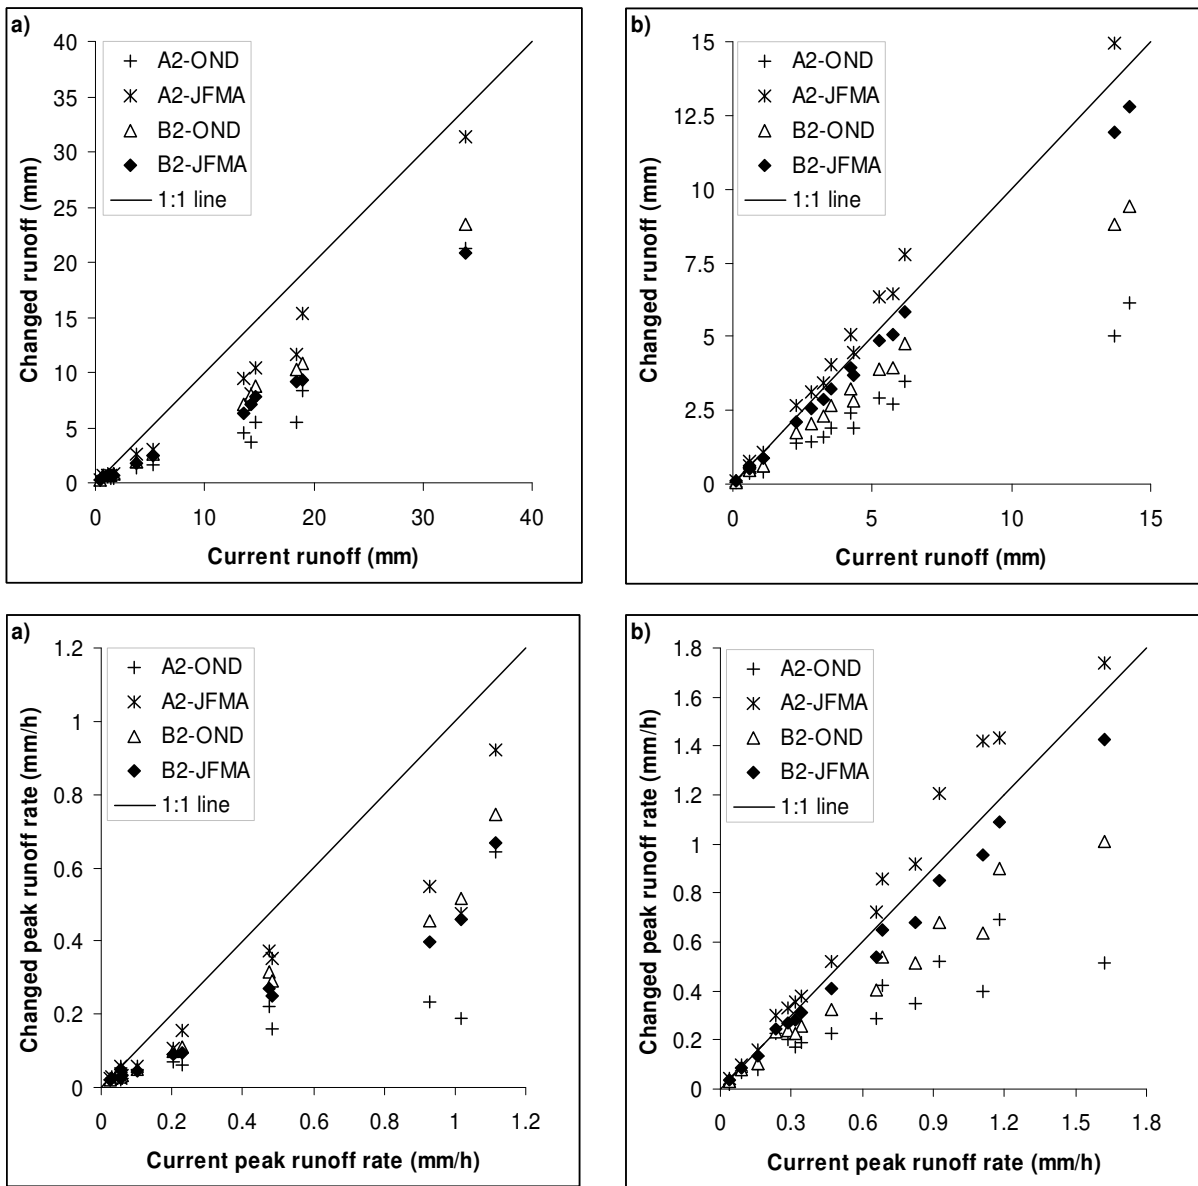 a)
40
35
30
25
20
15
10
5
0
0 10 20 30 40
Changed runoff (mm)
Current runoff (mm)
A2-OND
A2-JFMA
B2-OND
B2-JFMA
1:1 line
b)
15
12.5
10
7.5
5
2.5
0
0 5 10 15
Changed runoff (mm)
Current runoff (mm)
A2-OND
A2-JFMA
B2-OND
B2-JFMA
1:1 line
a)
1.2
1
0.8
0.6
0.4
0.2
0
0 0.2 0.4 0.6 0.8 1 1.2
Changed peak runoff rate (mm/h)
Current peak runoff rate (mm/h)
A2-OND
A2-JFMA
B2-OND
B2-JFMA
1:1 line
b)
1.8
1.6
1.4
1.2
1
0.8
0.6
0.4
0.2
0
0 0.3 0.6 0.9 1.2 1.5 1.8
Changed peak runoff rate (mm/h)
Current peak runoff rate (mm/h)
A2-OND
A2-JFMA
B2-OND
B2-JFMA
1:1 line